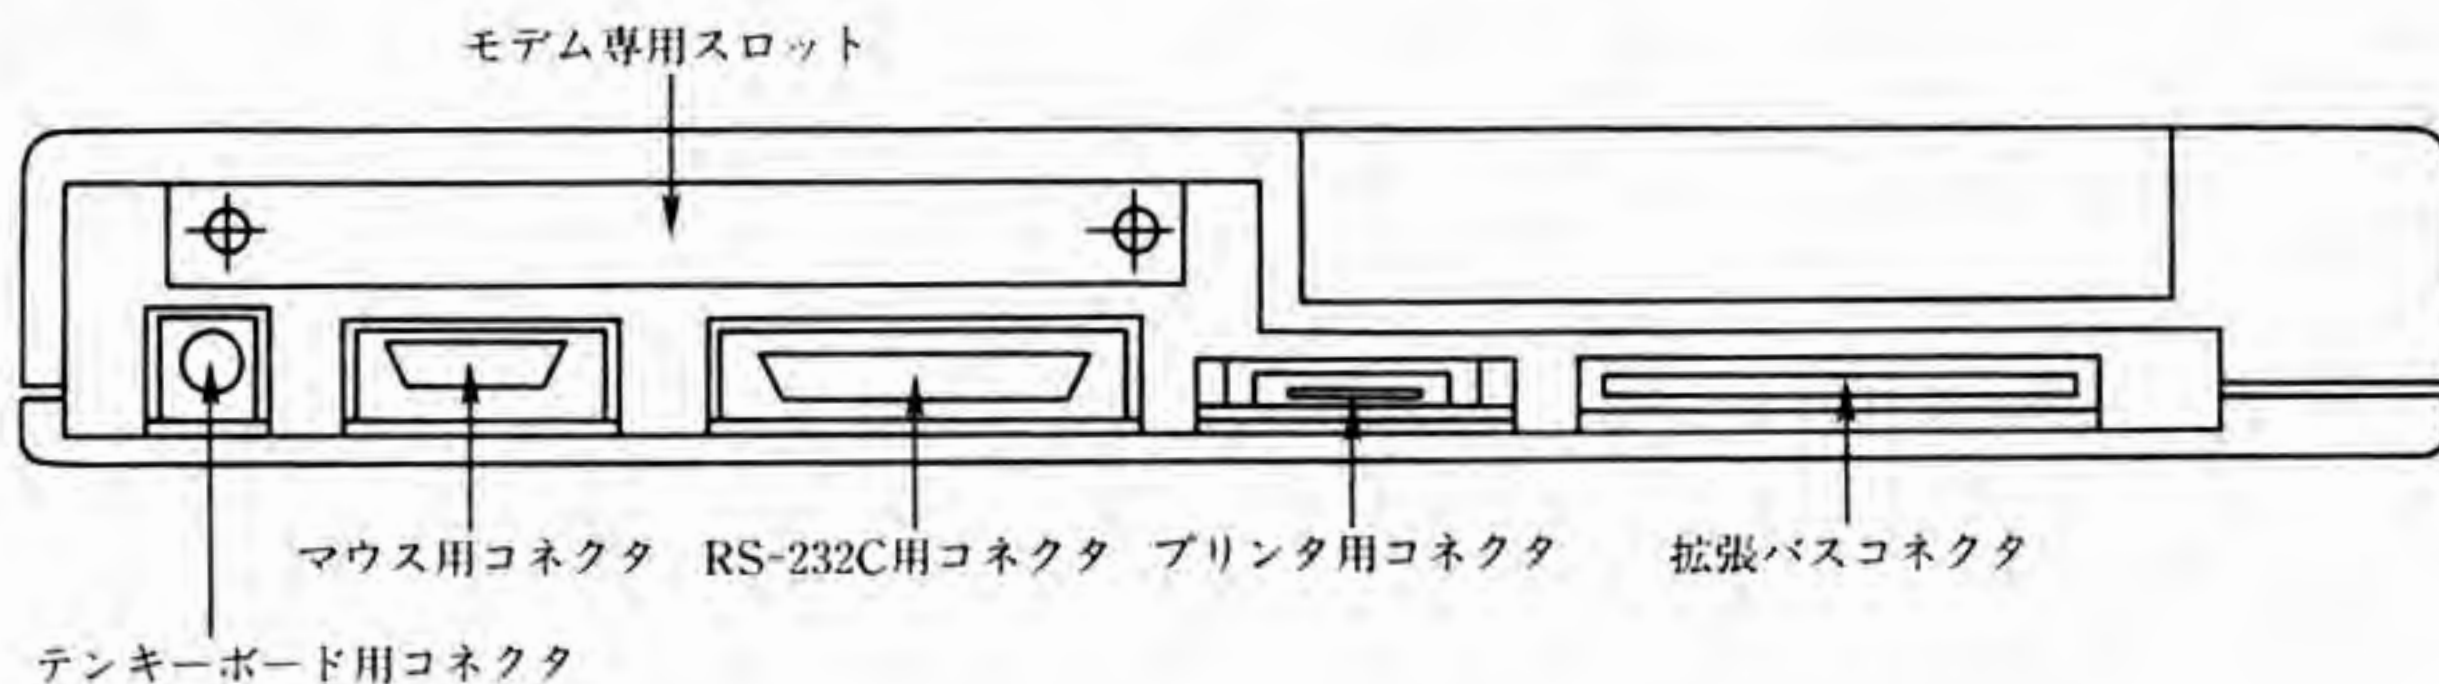 モデム専用スロット
マウス用コネクタ RS-232C用コネクタ プリンタ用コネクタ 拡張バスコネクタ
テンキーボード用コネクタ